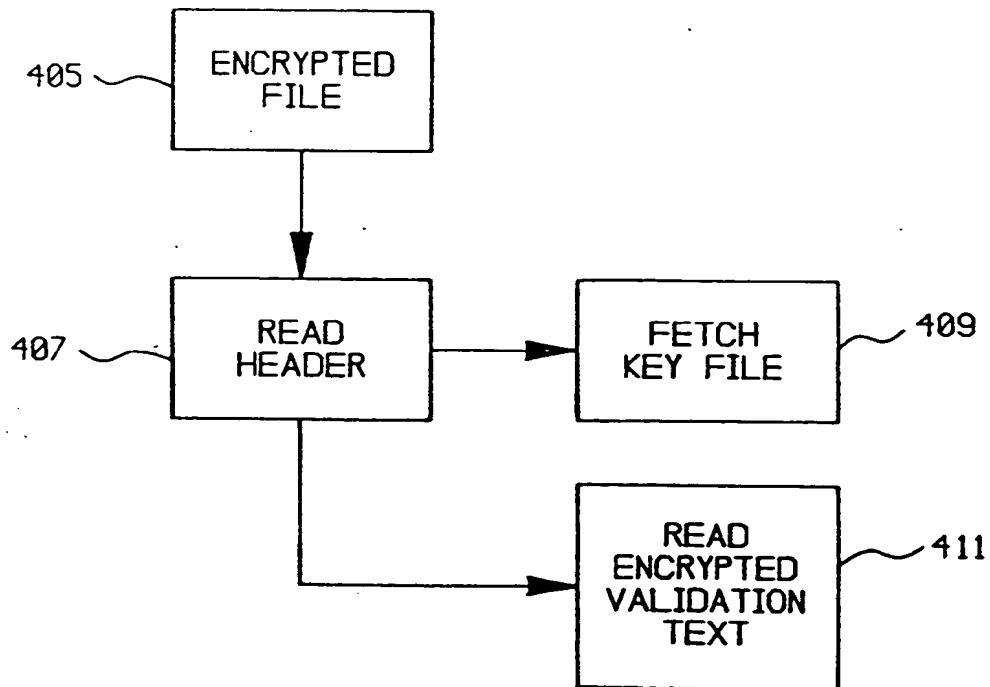 405
ENCRYPTED
FILE
407
READ
HEADER
FETCH
KEY FILE
409
READ
ENCRYPTED
VALIDATION
TEXT
411